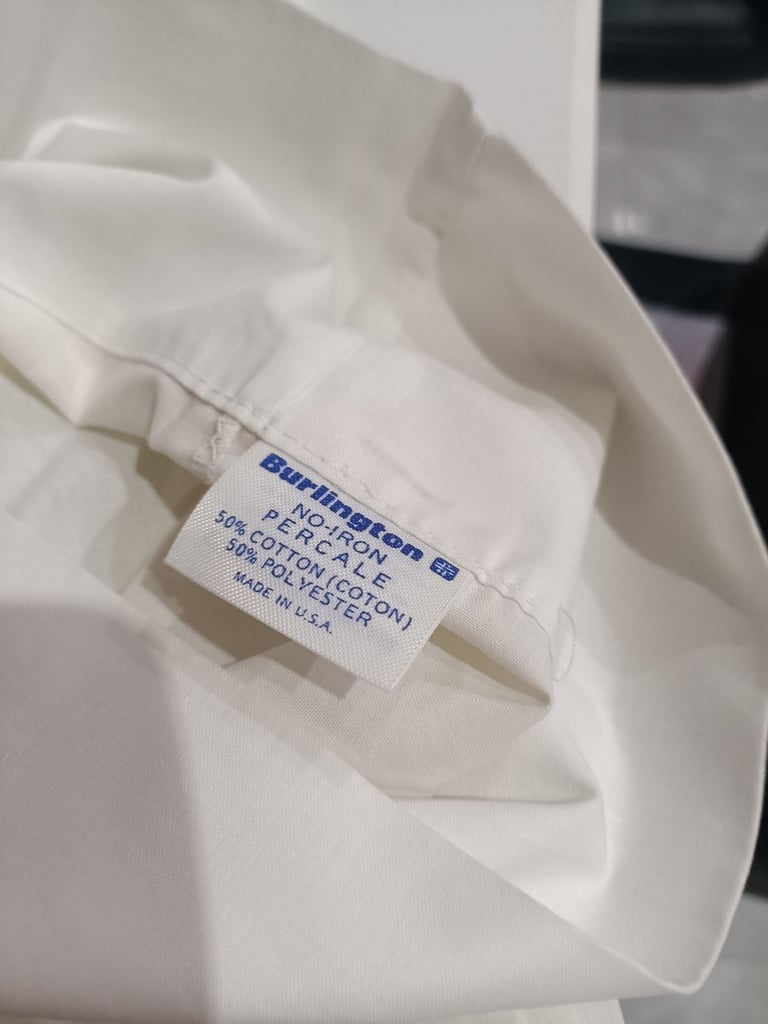 Burlington
NO-IRON
PERCALE
50% COTTON (COTON)
50% POLYESTER
MADE IN U.S.A.